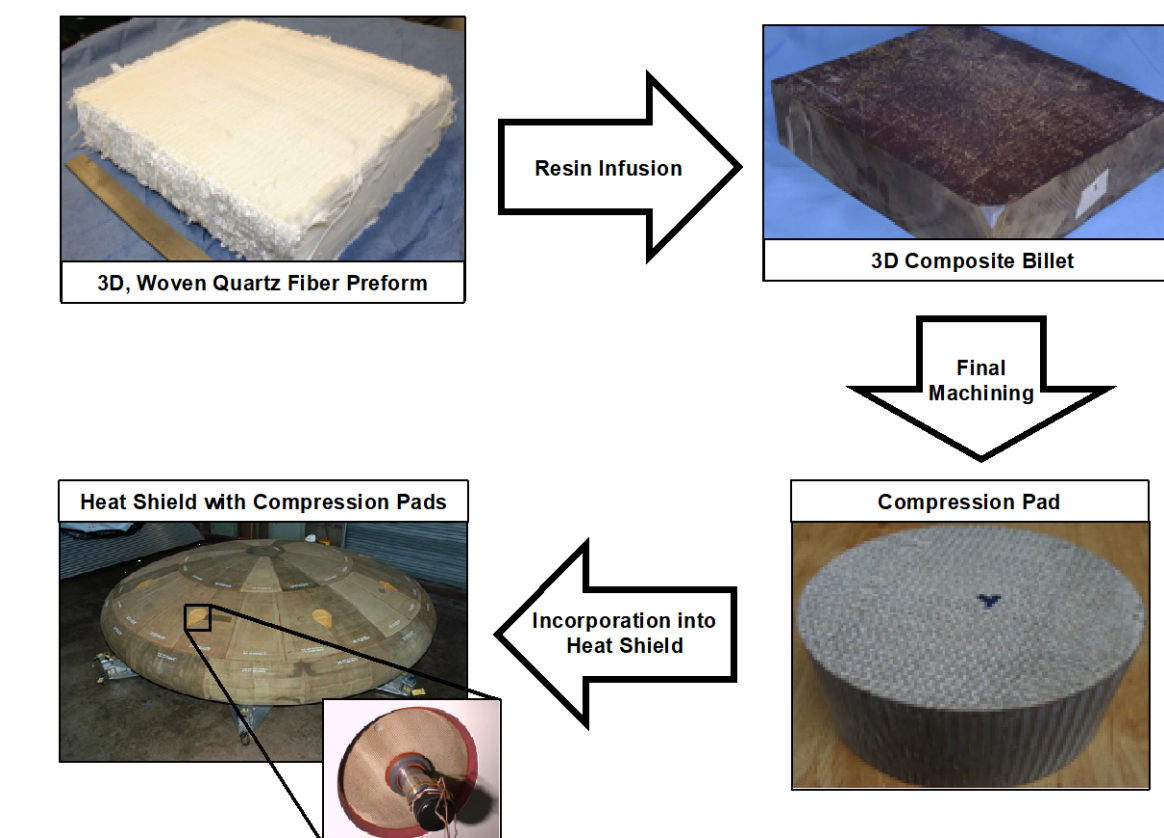 3D, Woven Quartz Fiber Preform
Resin Infusion
3D Composite Billet
Final
Machining
Compression Pad
Incorporation into
Heat Shield
Heat Shield with Compression Pads